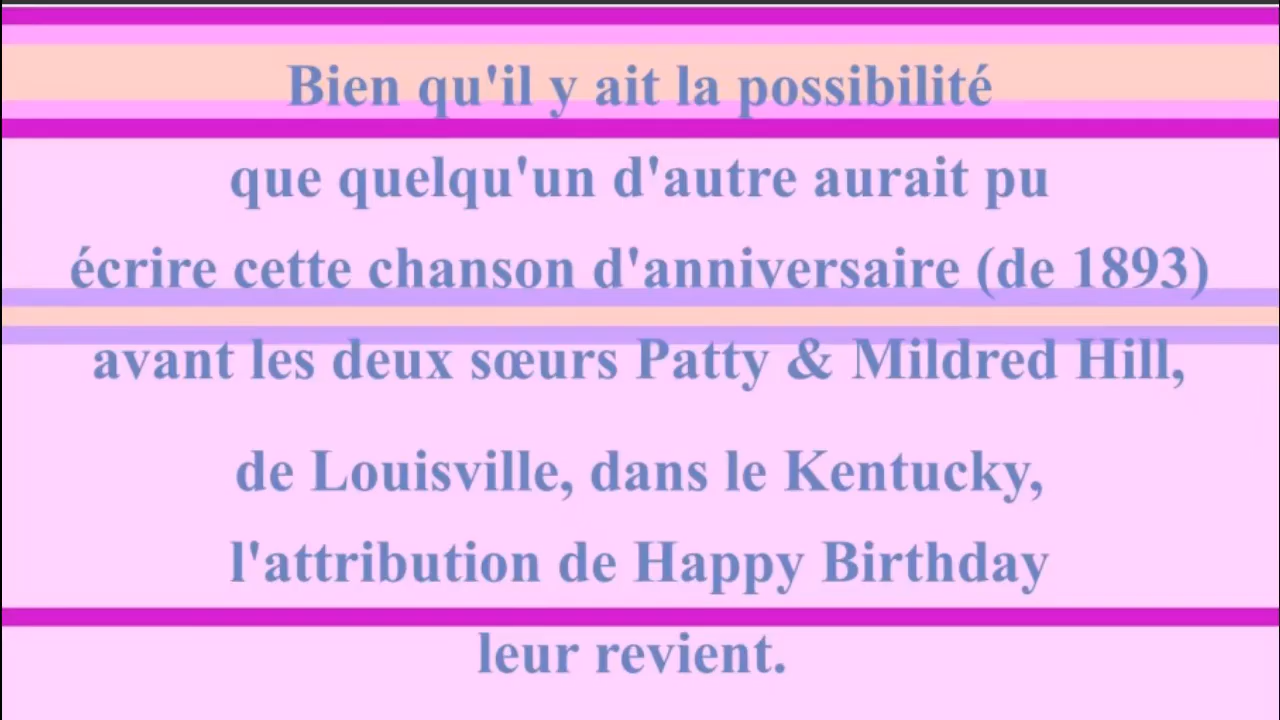 Bien qu'il y ait la possibilité
que quelqu'un d'autre aurait pu
écrire cette chanson d'anniversaire (de 1893)
avant les deux sœurs Patty & Mildred Hill,
de Louisville, dans le Kentucky,
l'attribution de Happy Birthday
leur revient.